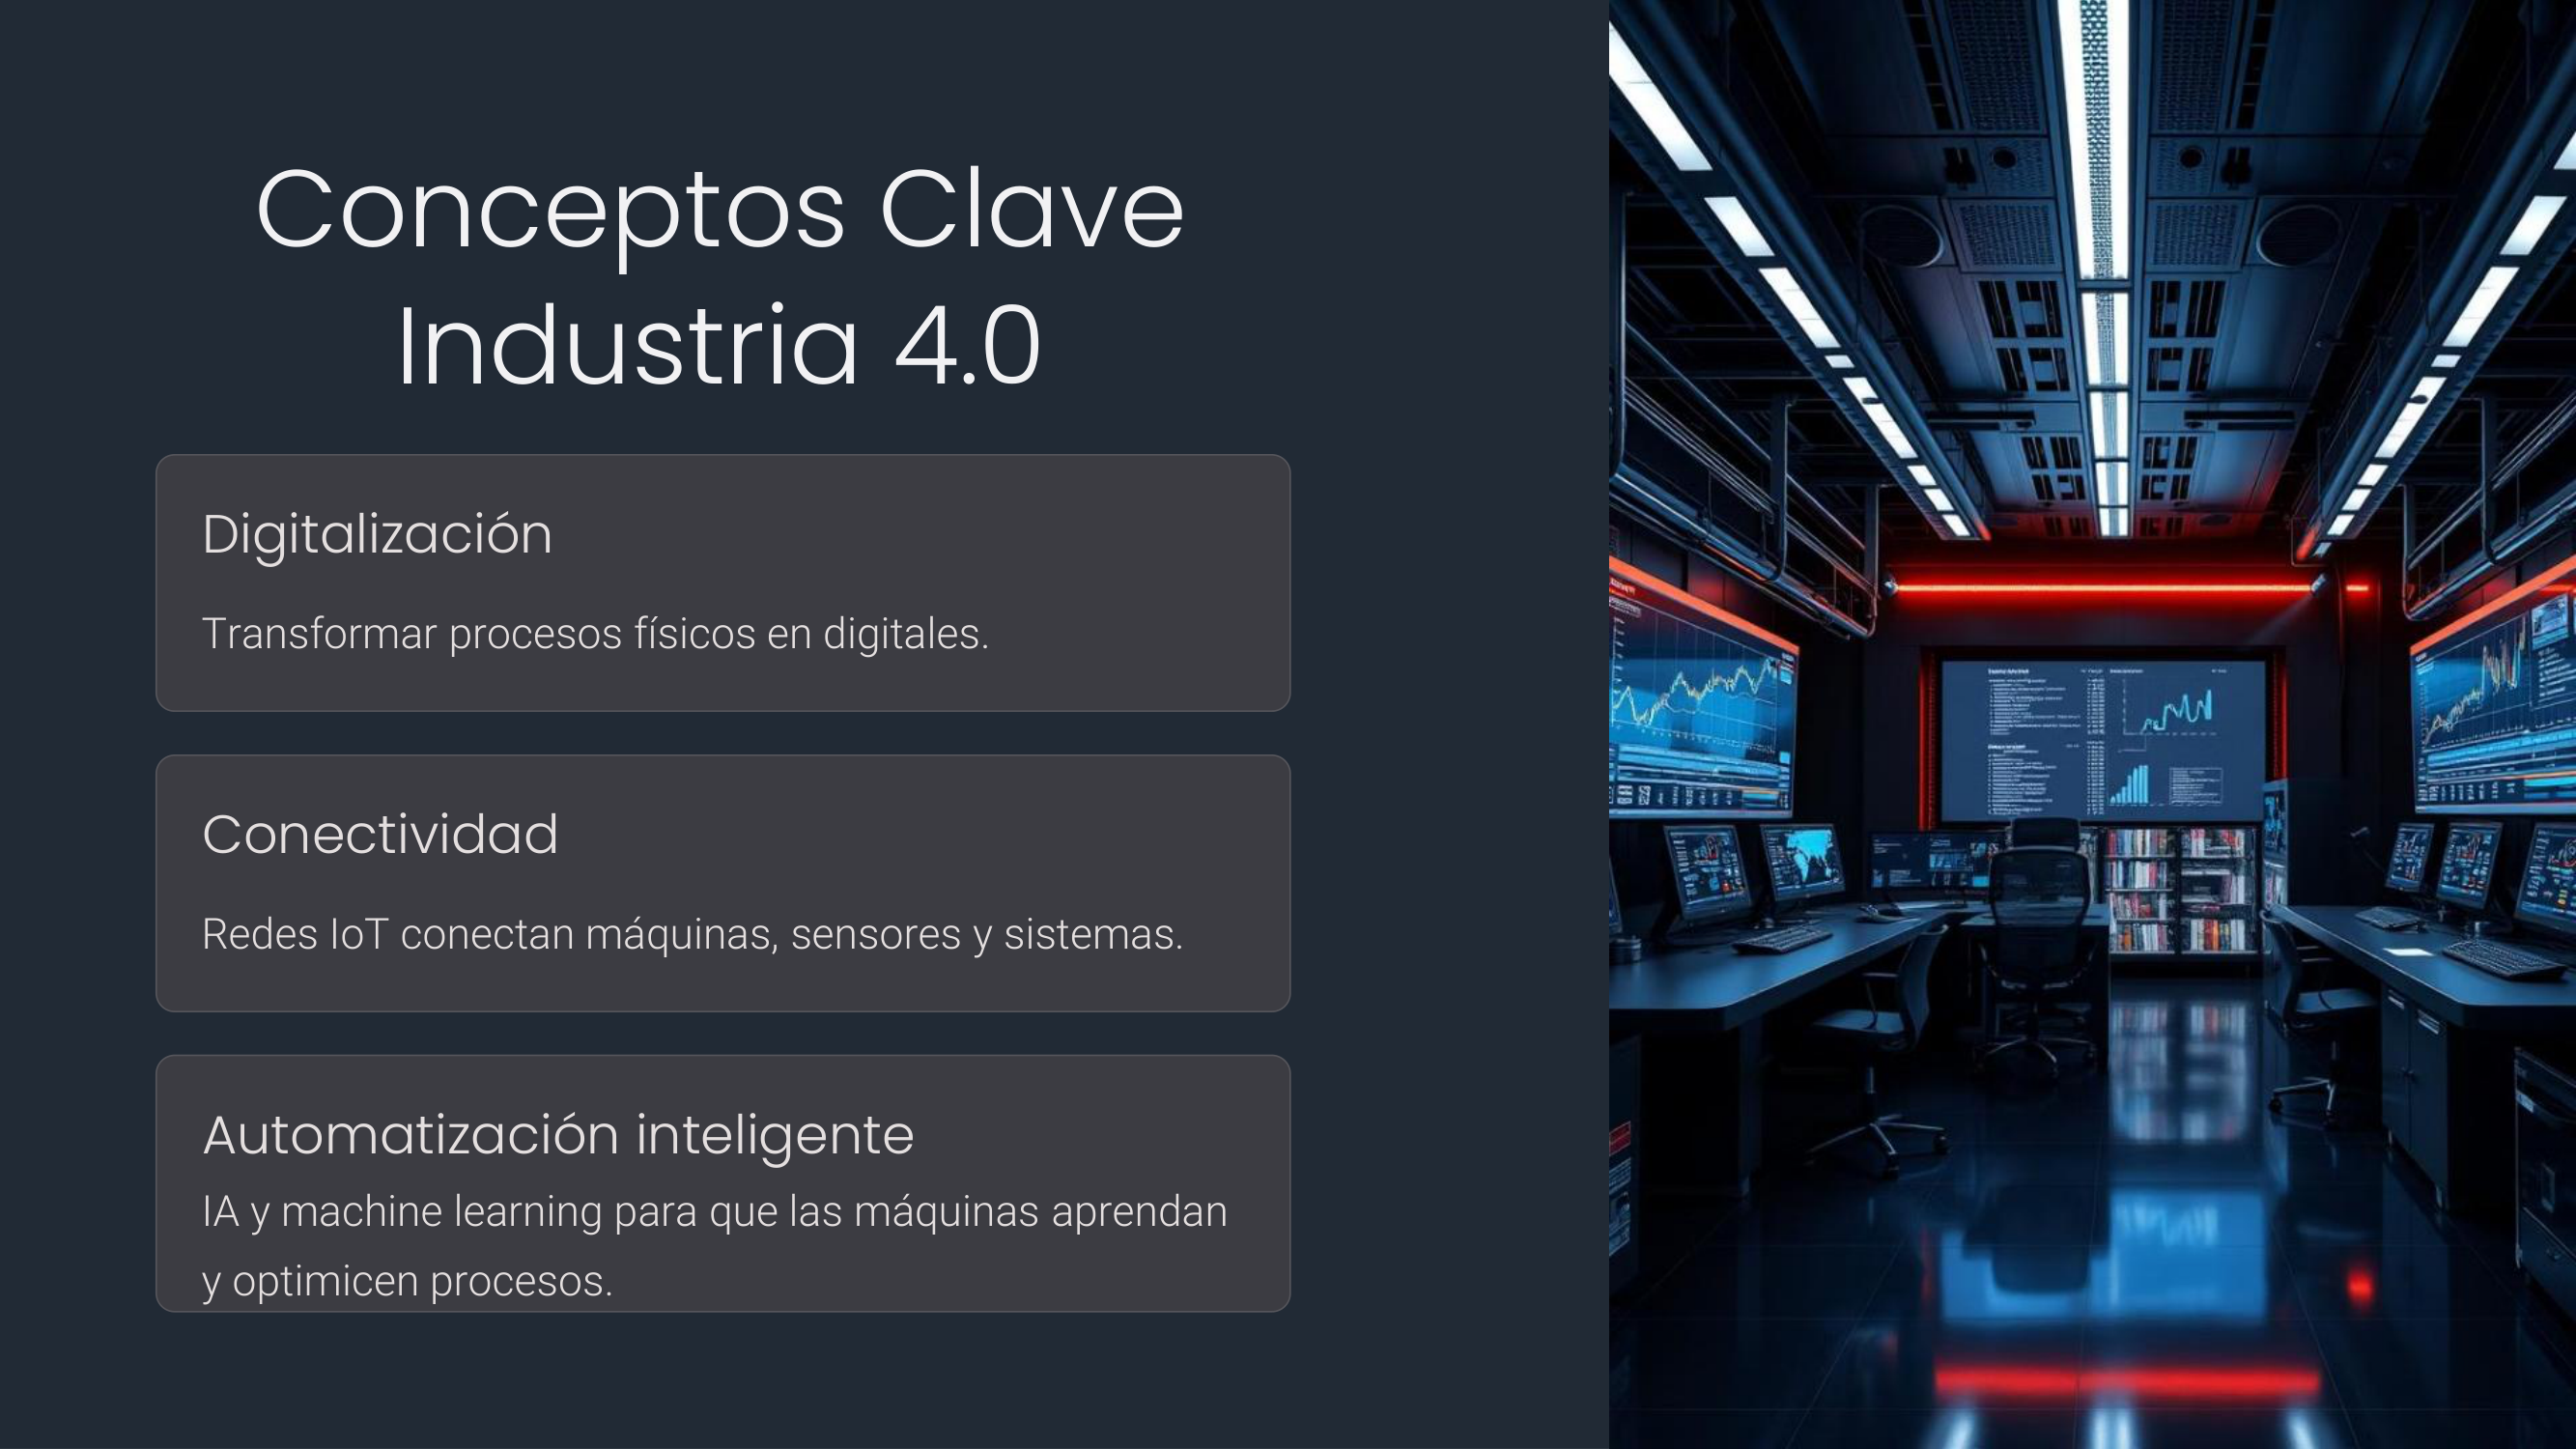 Conceptos Clave
Industria 4.0
Digitalización
Transformar procesos físicos en digitales.
Conectividad
Redes IoT conectan máquinas, sensores y sistemas.
Automatización inteligente
IA y machine learning para que las máquinas aprendan
y optimicen procesos.